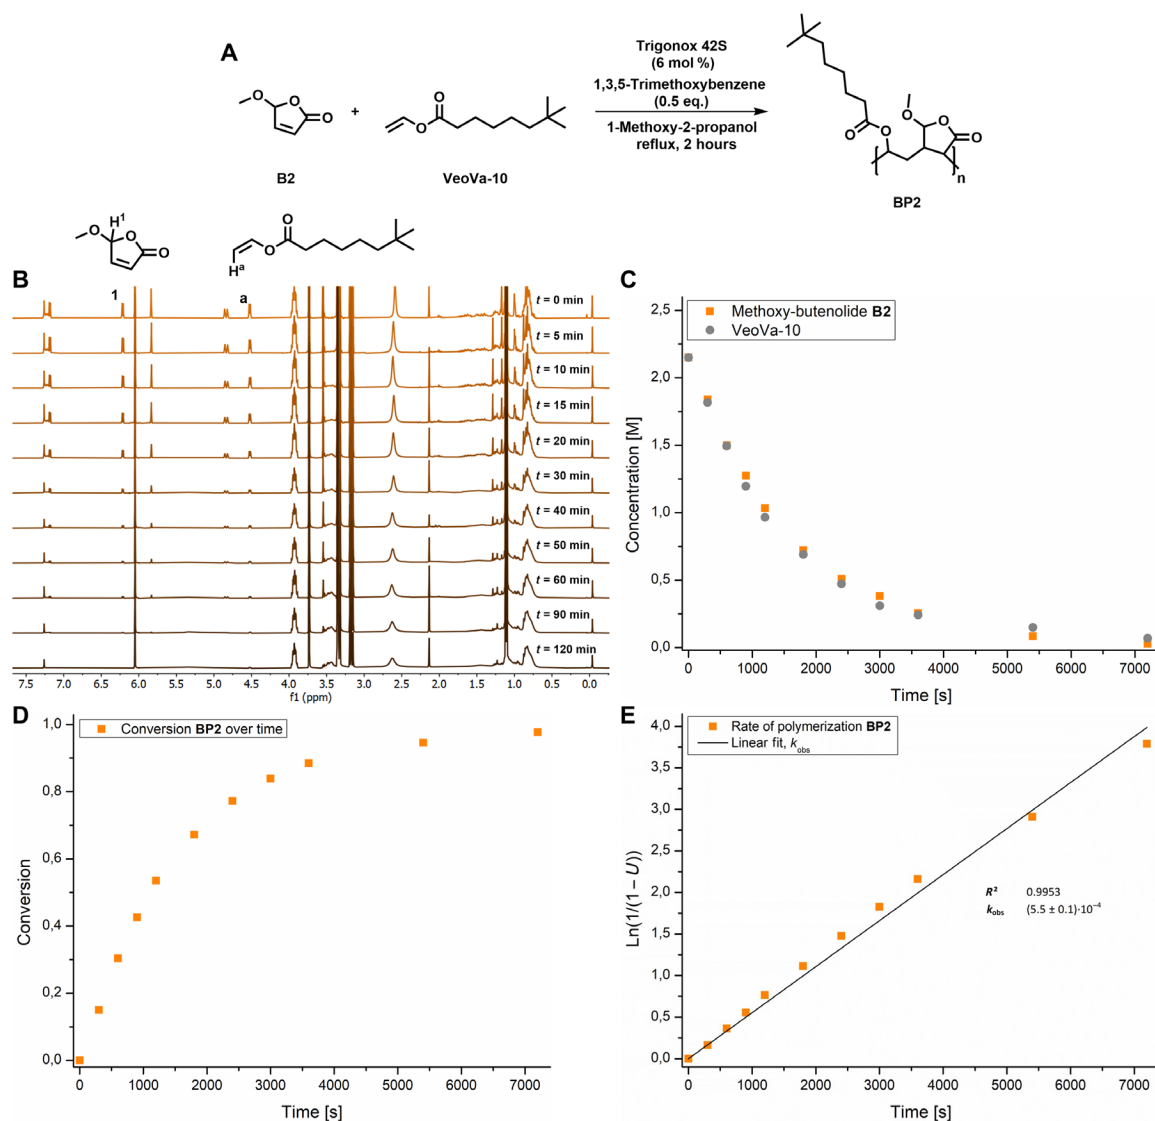 A
Trigonox 42S
(6 mol %)
1,3,5-Trimethoxybenzene
(0.5 eq.)
1-Methoxy-2-propanol
reflux, 2 hours
O
O
O
+
O
O
O
O
O
O
O
n
B2
VeoVa-10
BP2
H1
O
O
O
O
O
Ha
B
1
a
t = 0 min
t = 5 min
t = 10 min
t = 15 min
t = 20 min
t = 30 min
t = 40 min
t = 50 min
t = 60 min
t = 90 min
t = 120 min
7.5 7.0 6.5 6.0 5.5 5.0 4.5 4.0 3.5 3.0 2.5 2.0 1.5 1.0 0.5 0.0
f1 (ppm)
C
Methoxy-butenolide B2
VeoVa-10
Concentration [M]
2,5
2,0
1,5
1,0
0,5
0,0
0 1000 2000 3000 4000 5000 6000 7000
Time [s]
D
Conversion BP2 over time
Conversion
1,0
0,8
0,6
0,4
0,2
0,0
0 1000 2000 3000 4000 5000 6000 7000
Time [s]
E
Rate of polymerization BP2
Linear fit, kobs
Ln(1/(1 − U))
4,0
3,5
3,0
2,5
2,0
1,5
1,0
0,5
0,0
R² 0.9953
kobs (5.5 ± 0.1)·10⁻⁴
0 1000 2000 3000 4000 5000 6000 7000
Time [s]